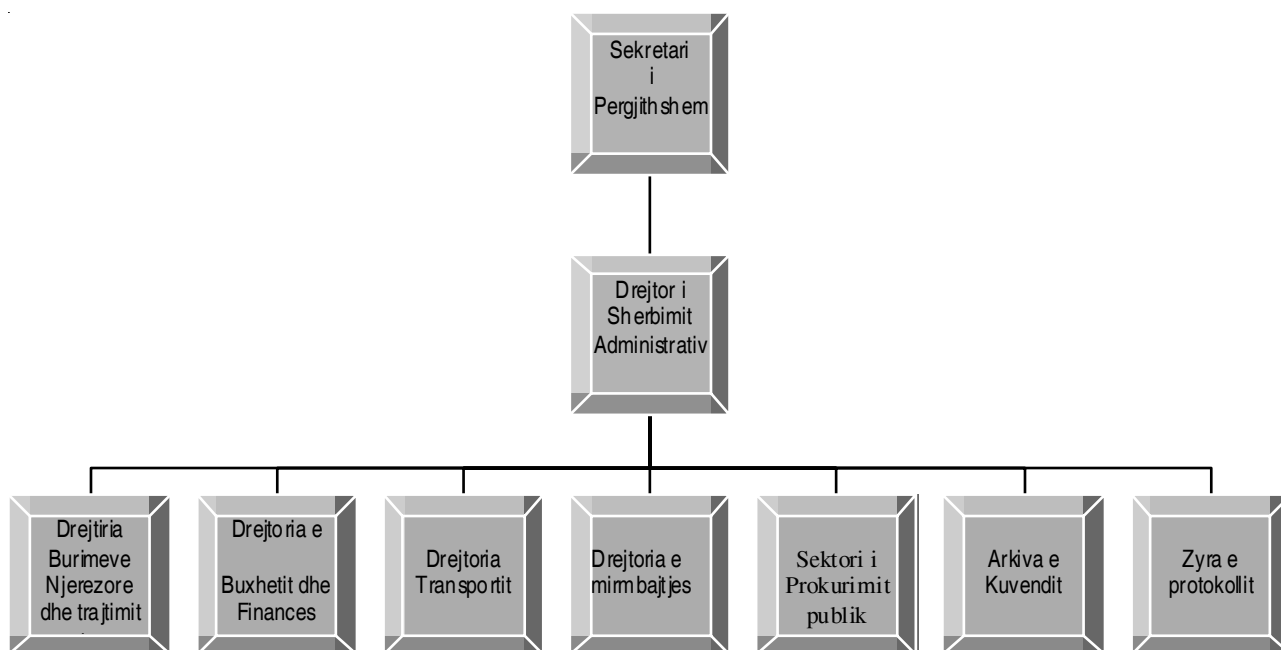 Sekretari
i
Pergjithshem
Drejtor i
Sherbimit
Administrativ
Drejtiria
Burimeve
Njerezore
dhe trajtimit
Drejtoria e
Buxhetit dhe
Finances
Drejtoria
Transportit
Drejtoria e
mirmbajtjes
Sektori i
Prokurimit
publik
Arkiva e
Kuvendit
Zyra e
protokollit